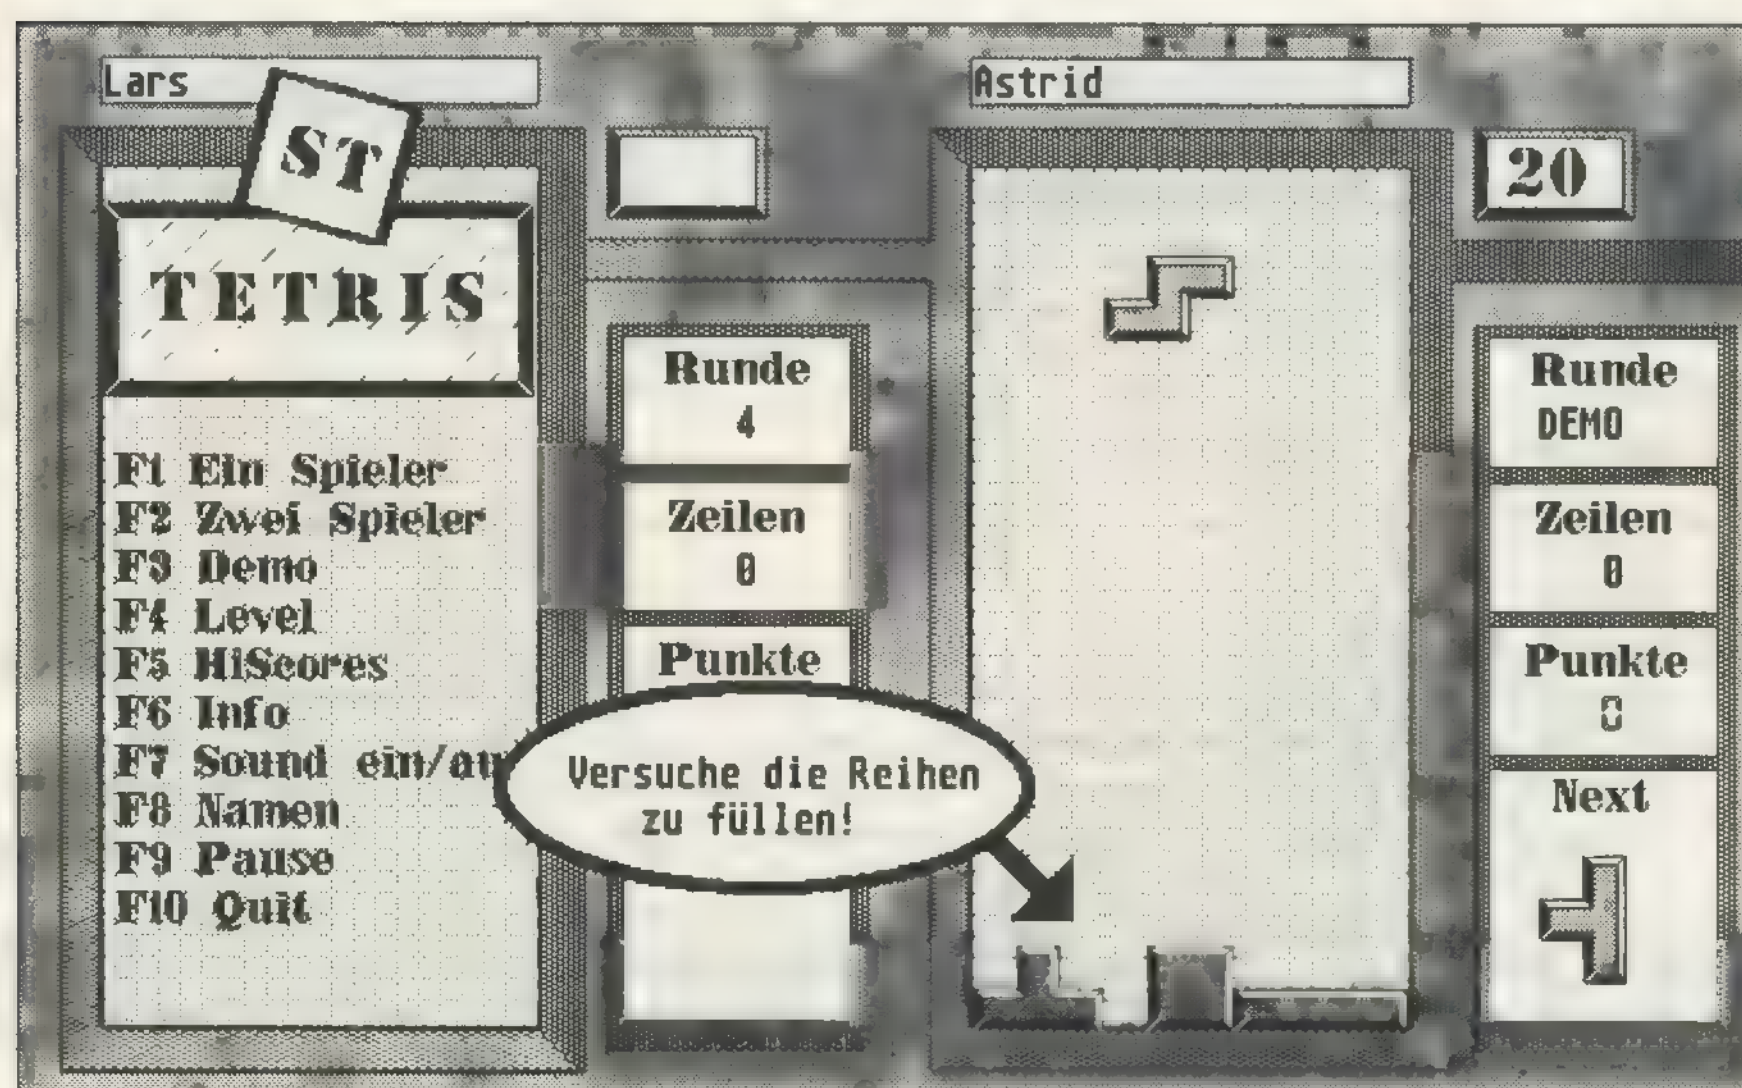 Lars
ST
TETRIS
F1 Ein Spieler
F2 Zwei Spieler
F3 Demo
F4 Level
F5 HiScores
F6 Info
F7 Sound ein/au
F8 Namen
F9 Pause
F10 Quit
Runde
4
Zeilen
0
Punkte
Versuche die Reihen
zu füllen!
Astrid
20
Runde
DEMO
Zeilen
0
Punkte
0
Next